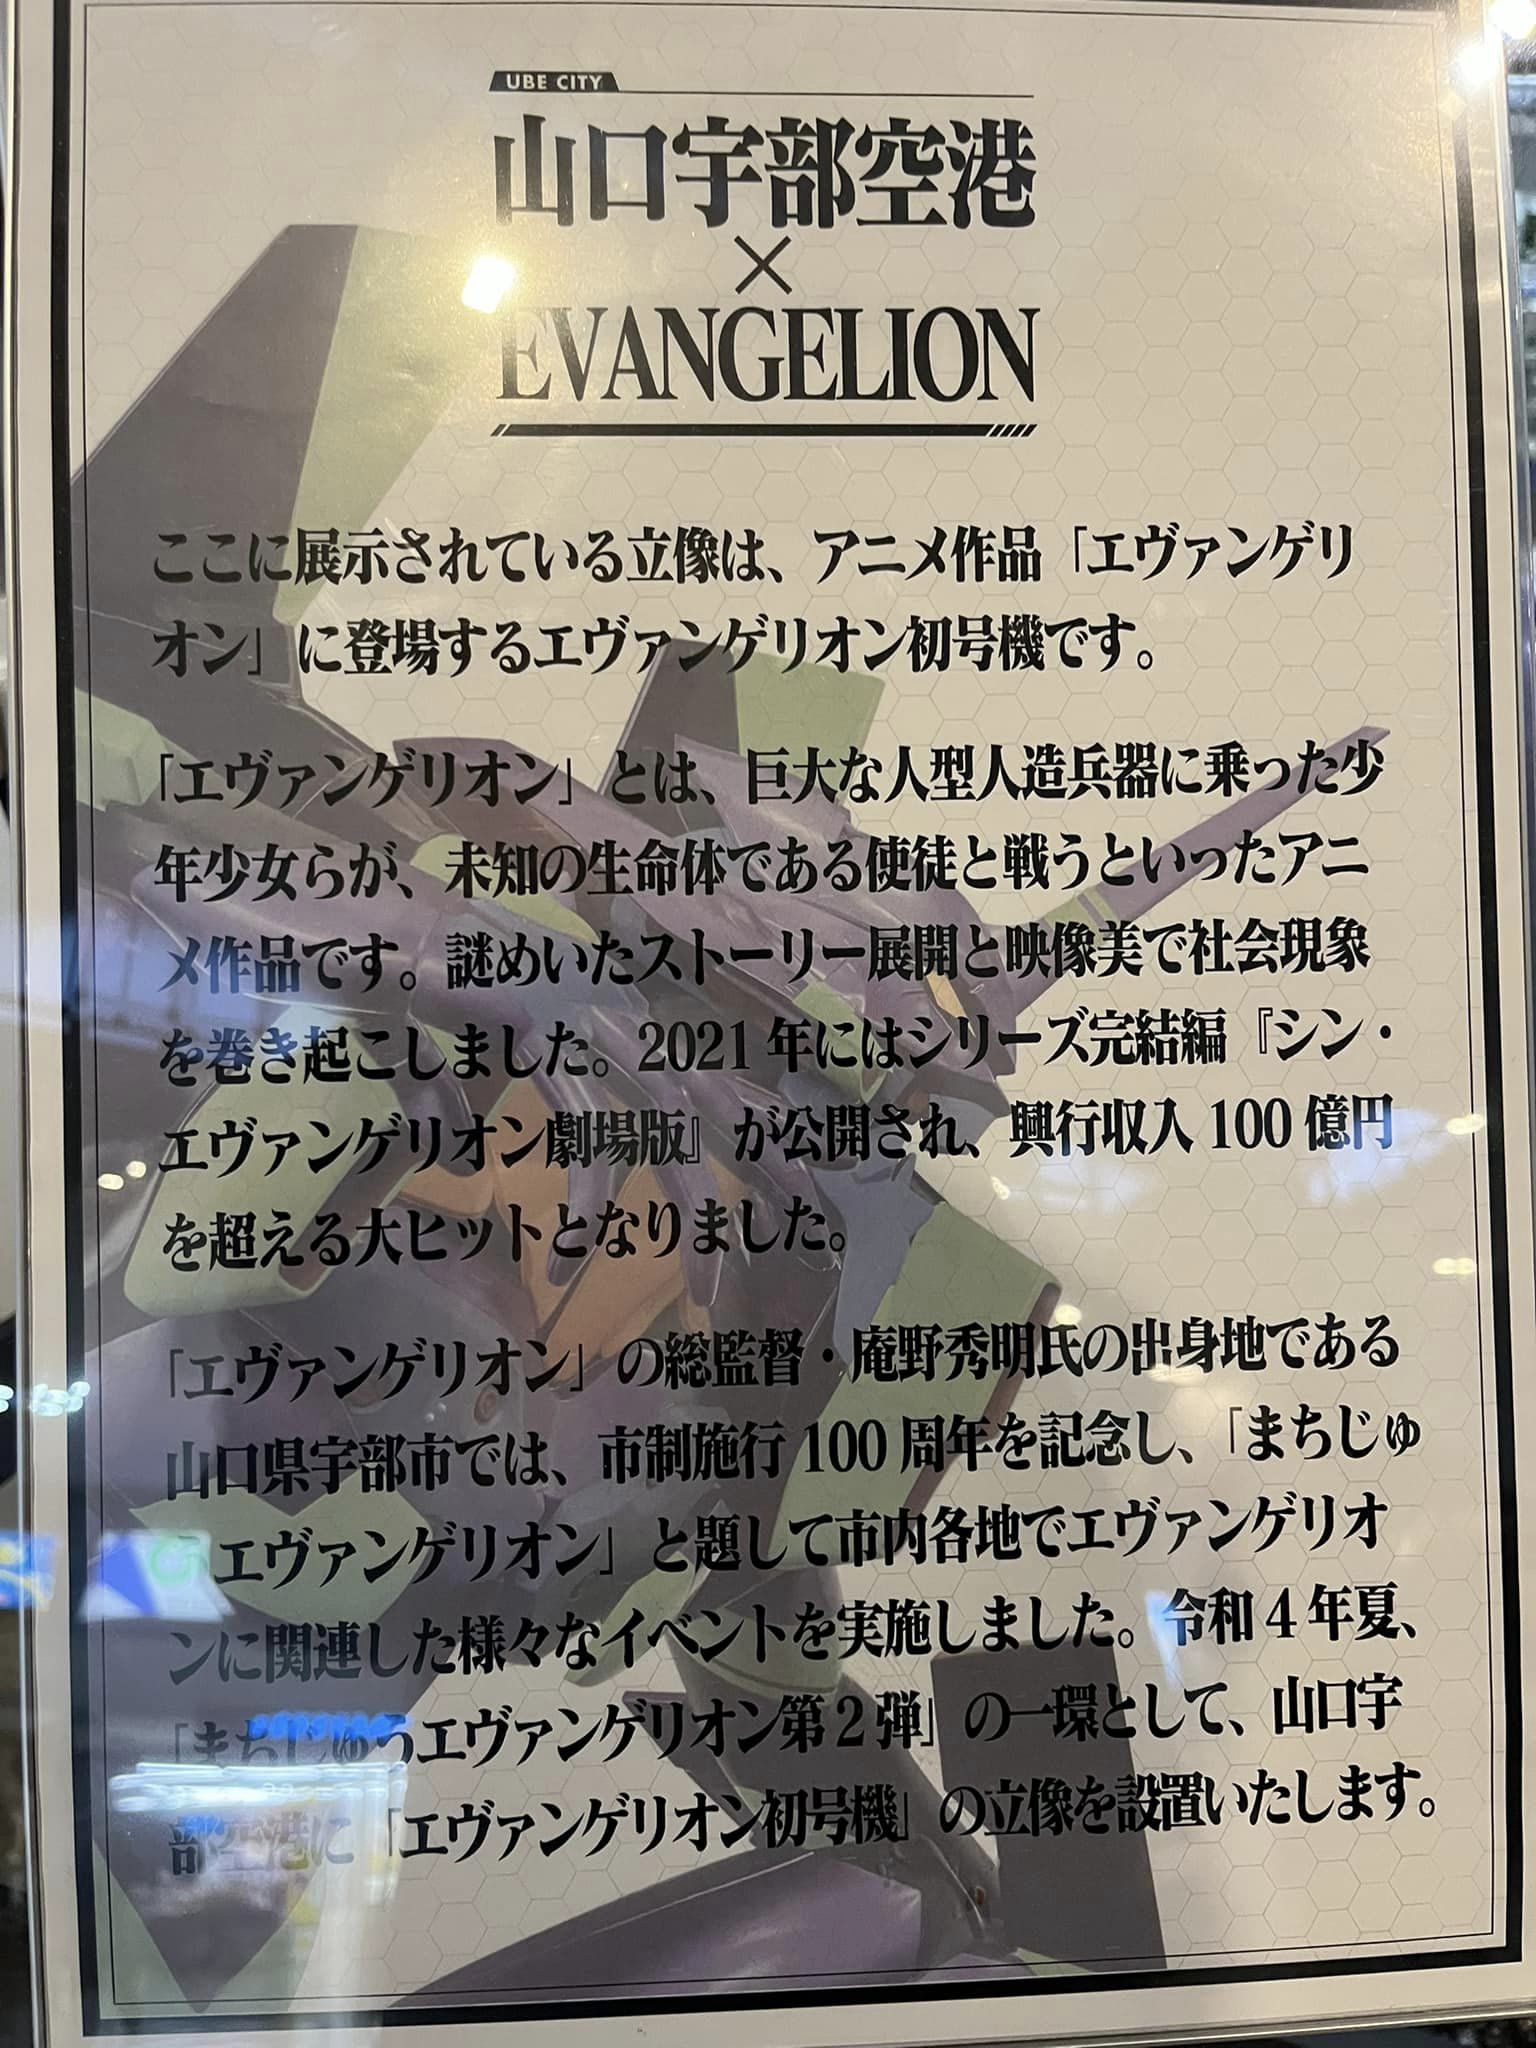 UBE CITY
山口宇部空港
×
EVANGELION
ここに展示されている立像は、アニメ作品「エヴァンゲリ
オン」に登場するエヴァンゲリオン初号機です。
「エヴァンゲリオン」とは、巨大な人型人造兵器に乗った少
年少女らが、未知の生命体である使徒と戦うといったアニ
メ作品です。謎めいたストーリー展開と映像美で社会現象
を巻き起こしました。2021年にはシリーズ完結編『シン・
エヴァンゲリオン劇場版』が公開され、興行収入100億円
を超える大ヒットとなりました。
「エヴァンゲリオン」の総監督・庵野秀明氏の出身地である
山口県宇部市では、市制施行100周年を記念し、「まちじゅ
うエヴァンゲリオン」と題して市内各地でエヴァンゲリオ
ンに関連した様々なイベントを実施しました。令和4年夏、
「まちじゅうエヴァンゲリオン第2弾」の一環として、山口宇
部空港に「エヴァンゲリオン初号機」の立像を設置いたします。